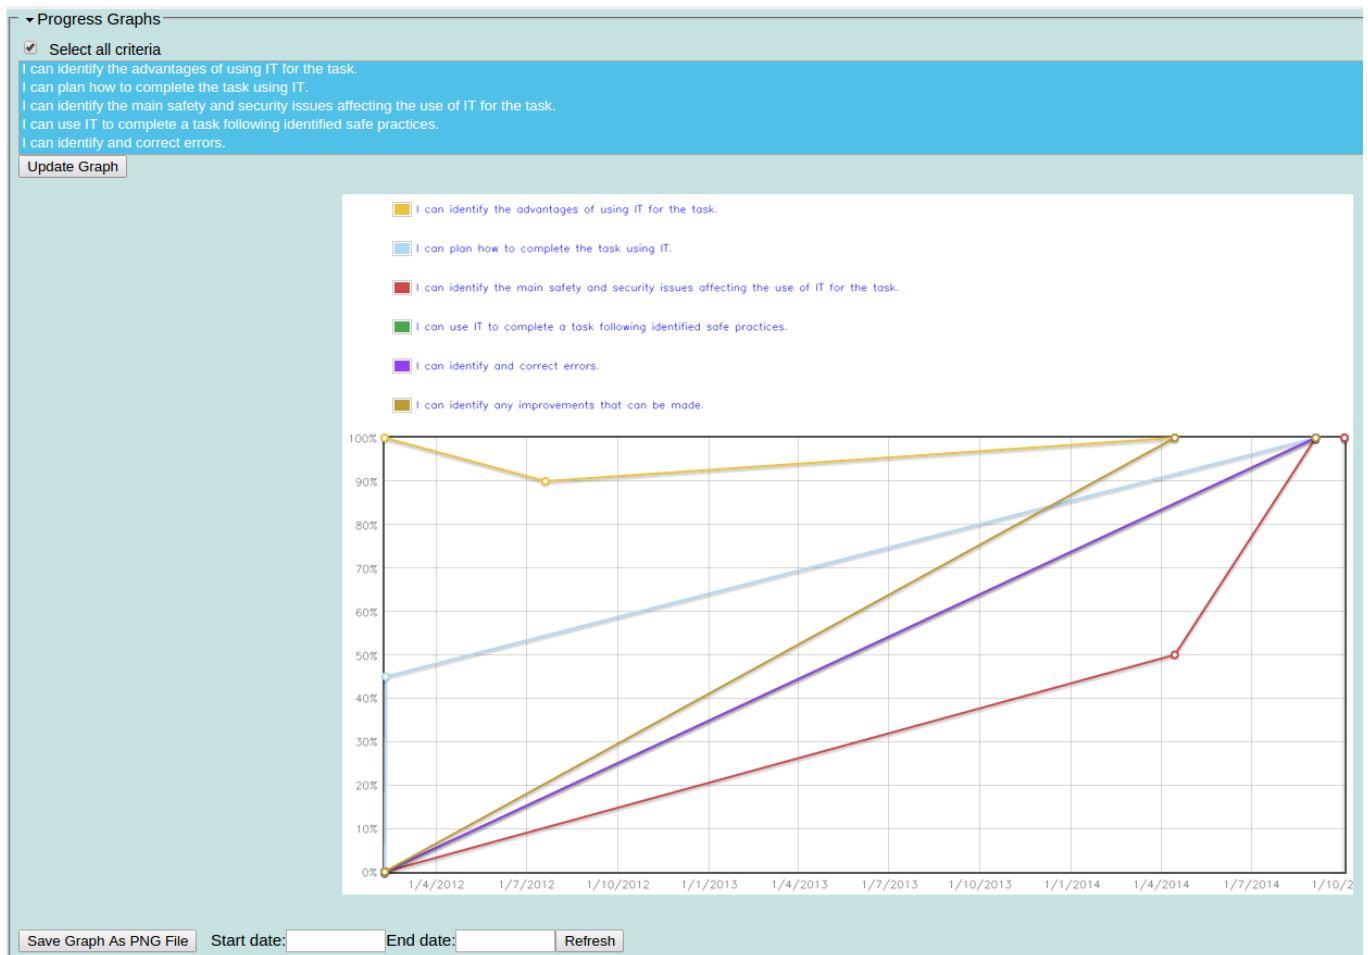 Progress Graphs
Select all criteria
I can identify the advantages of using IT for the task.
I can plan how to complete the task using IT.
I can identify the main safety and security issues affecting the use of IT for the task.
I can use IT to complete a task following identified safe practices.
I can identify and correct errors.
Update Graph
I can identify the advantages of using IT for the task.
I can plan how to complete the task using IT.
I can identify the main safety and security issues affecting the use of IT for the task.
I can use IT to complete a task following identified safe practices.
I can identify and correct errors.
I can identify any improvements that can be made.
100%
90%
80%
70%
60%
50%
40%
30%
20%
10%
0%
1/4/2012 1/7/2012 1/10/2012 1/1/2013 1/4/2013 1/7/2013 1/10/2013 1/1/2014 1/4/2014 1/7/2014 1/10/2
Save Graph As PNG File Start date: End date: Refresh